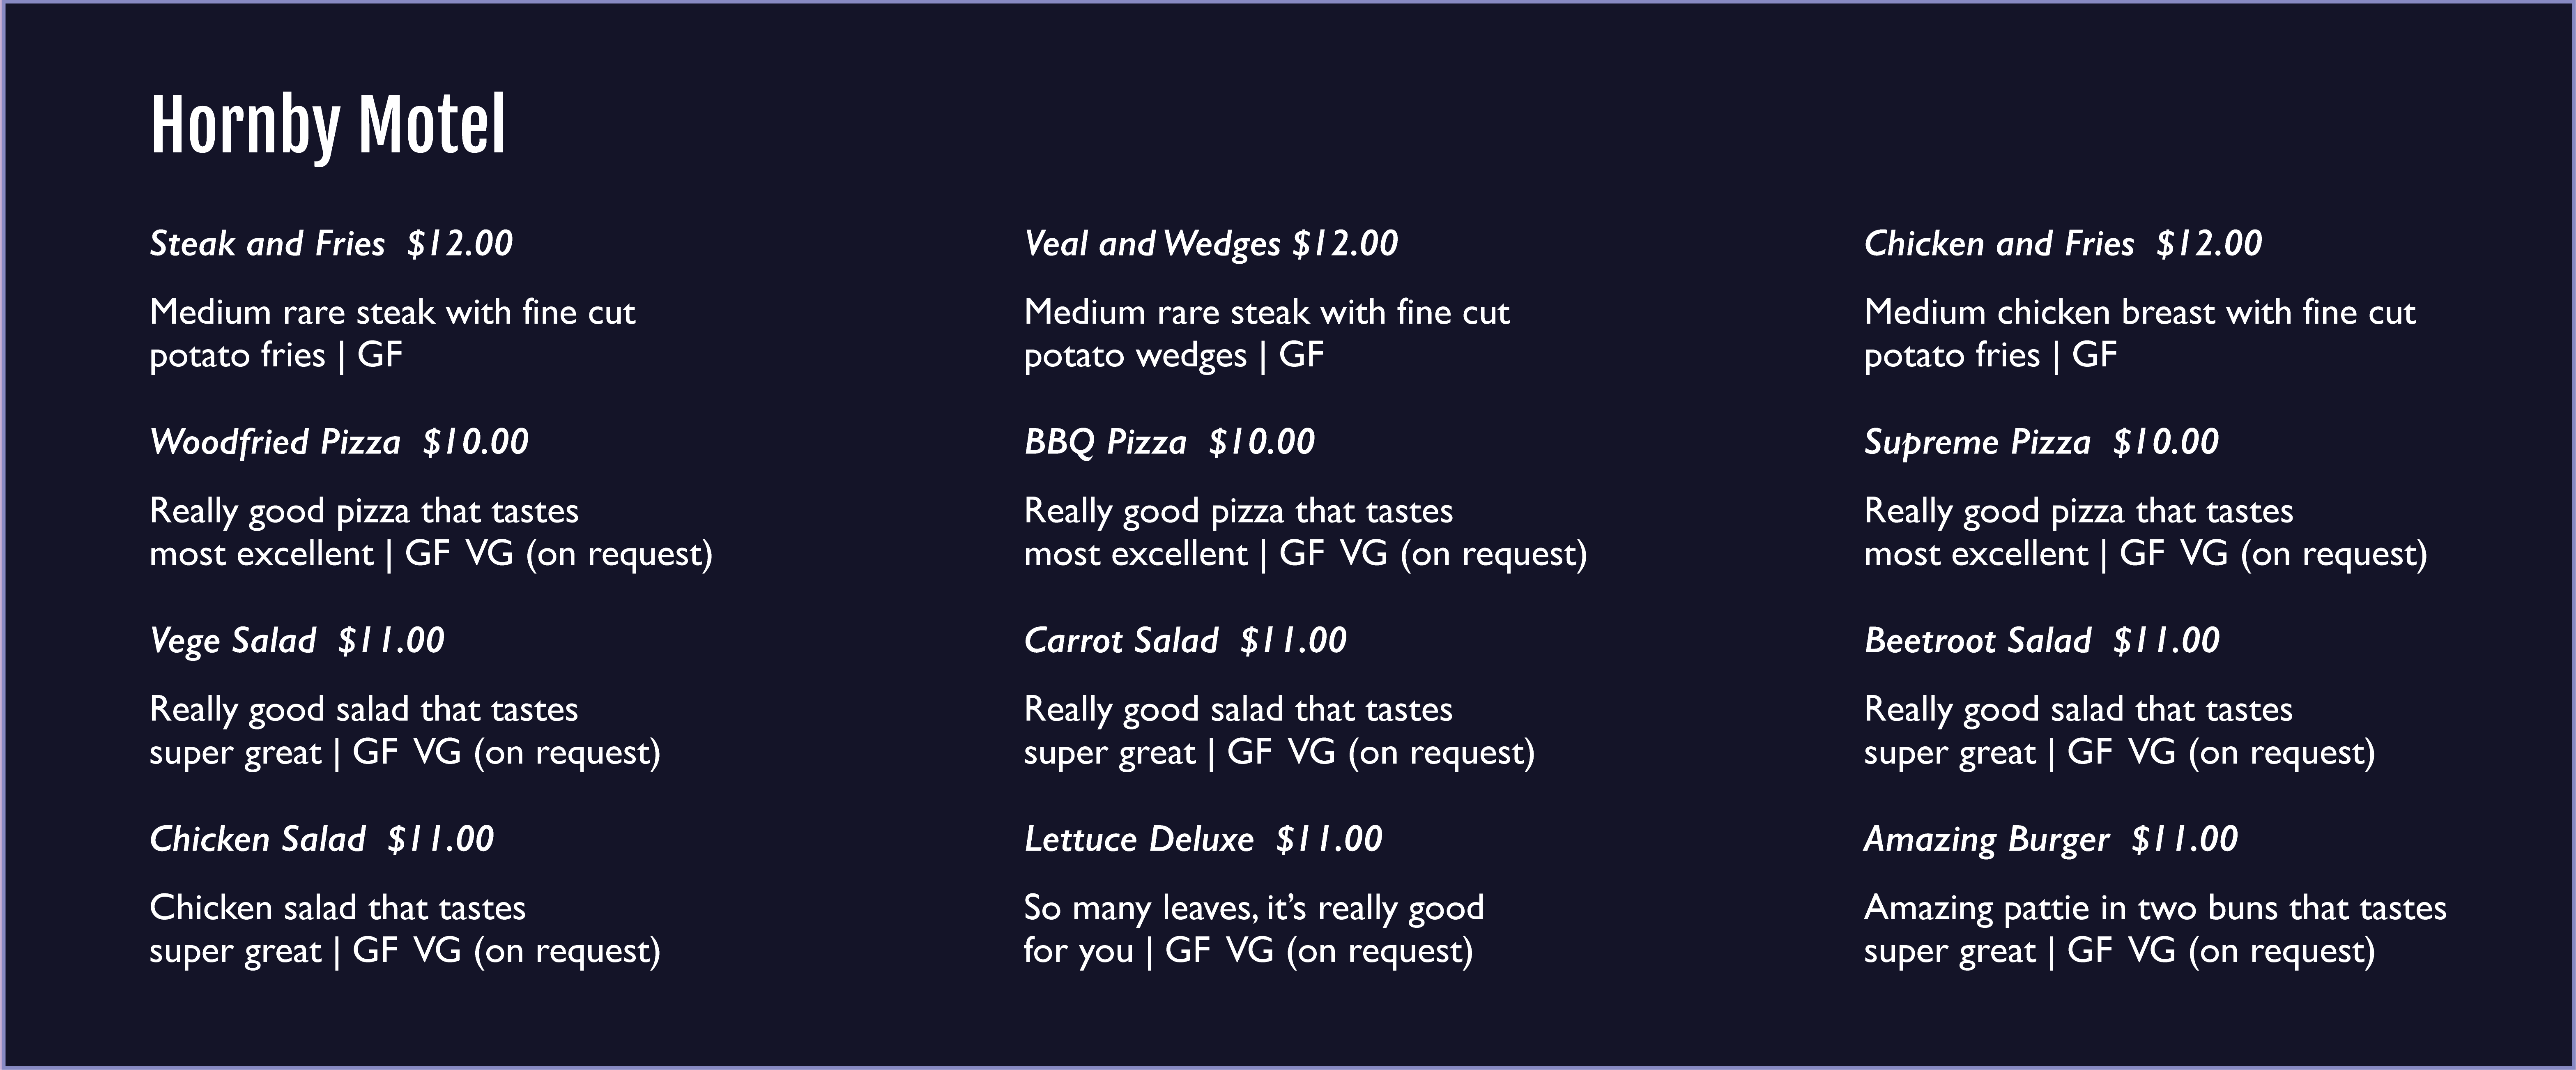 Hornby Motel
Steak and Fries  $12.00
Medium rare steak with fine cut
potato fries | GF
Veal and Wedges $12.00
Medium rare steak with fine cut
potato wedges | GF
Chicken and Fries  $12.00
Medium chicken breast with fine cut
potato fries | GF
Woodfried Pizza  $10.00
Really good pizza that tastes
most excellent | GF VG (on request)
BBQ Pizza  $10.00
Really good pizza that tastes
most excellent | GF VG (on request)
Supreme Pizza  $10.00
Really good pizza that tastes
most excellent | GF VG (on request)
Vege Salad  $11.00
Really good salad that tastes
super great | GF VG (on request)
Carrot Salad  $11.00
Really good salad that tastes
super great | GF VG (on request)
Beetroot Salad  $11.00
Really good salad that tastes
super great | GF VG (on request)
Chicken Salad  $11.00
Chicken salad that tastes
super great | GF VG (on request)
Lettuce Deluxe  $11.00
So many leaves, it’s really good
for you | GF VG (on request)
Amazing Burger  $11.00
Amazing pattie in two buns that tastes
super great | GF VG (on request)